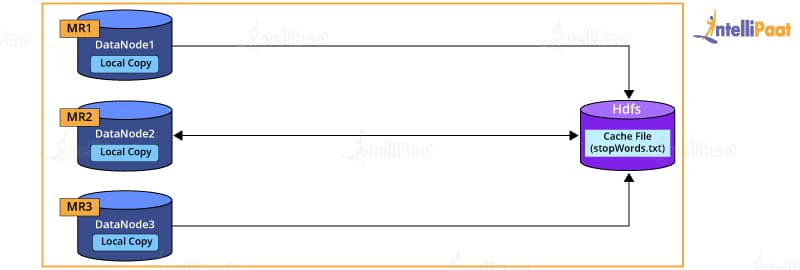 MR1
DataNode1
Local Copy
MR2
DataNode2
Local Copy
MR3
DataNode3
Local Copy
Hdfs
Cache File
(stopWords.txt)
IntelliPaat